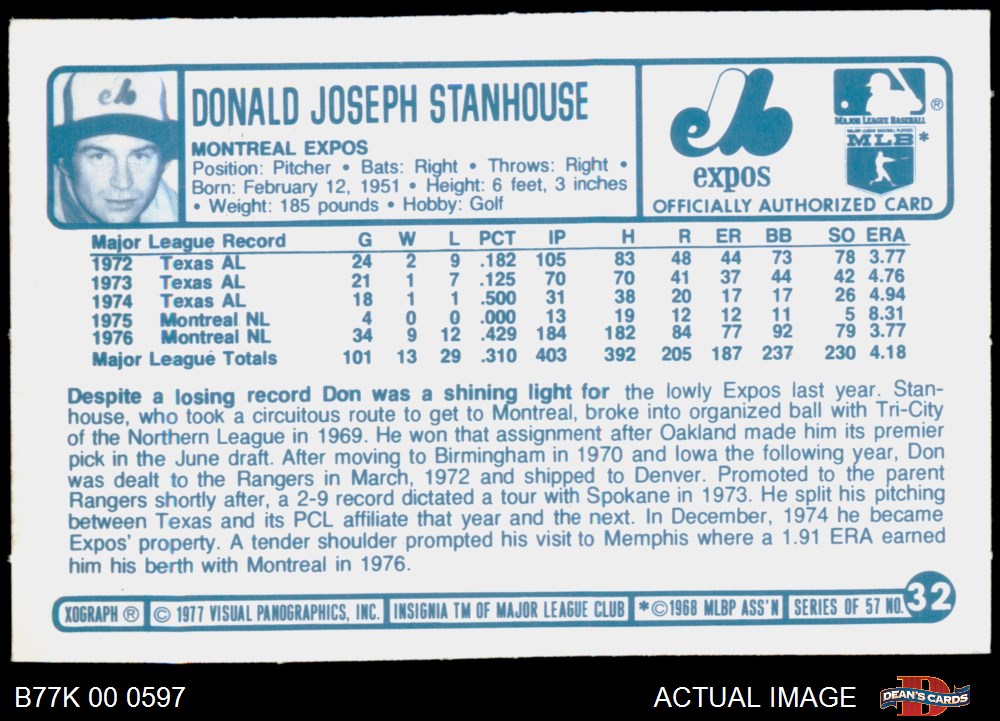 eb
DONALD JOSEPH STANHOUSE
MONTREAL EXPOS
Position: Pitcher • Bats: Right • Throws: Right •
Born: February 12, 1951 • Height: 6 feet, 3 inches
• Weight: 185 pounds • Hobby: Golf
eb
expos
MAJOR LEAGUE BASEBALL ®
MAJOR LEAGUE BASEBALL PLAYERS
MLB *
OFFICIALLY AUTHORIZED CARD
Major League Record G W L PCT IP H R ER BB SO ERA
1972 Texas AL 24 2 9 .182 105 83 48 44 73 78 3.77
1973 Texas AL 21 1 7 .125 70 70 41 37 44 42 4.76
1974 Texas AL 18 1 1 .500 31 38 20 17 17 26 4.94
1975 Montreal NL 4 0 0 .000 13 19 12 12 11 5 8.31
1976 Montreal NL 34 9 12 .429 184 182 84 77 92 79 3.77
Major League Totals 101 13 29 .310 403 392 205 187 237 230 4.18
Despite a losing record Don was a shining light for the lowly Expos last year. Stan-
house, who took a circuitous route to get to Montreal, broke into organized ball with Tri-City
of the Northern League in 1969. He won that assignment after Oakland made him its premier
pick in the June draft. After moving to Birmingham in 1970 and Iowa the following year, Don
was dealt to the Rangers in March, 1972 and shipped to Denver. Promoted to the parent
Rangers shortly after, a 2-9 record dictated a tour with Spokane in 1973. He split his pitching
between Texas and its PCL affiliate that year and the next. In December, 1974 he became
Expos' property. A tender shoulder prompted his visit to Memphis where a 1.91 ERA earned
him his berth with Montreal in 1976.
XOGRAPH ® © 1977 VISUAL PANOGRAPHICS, INC. INSIGNIA TM OF MAJOR LEAGUE CLUB *©1968 MLBP ASS'N SERIES OF 57 NO. 32
B77K 00 0597
ACTUAL IMAGE
D
DEAN'S CARDS